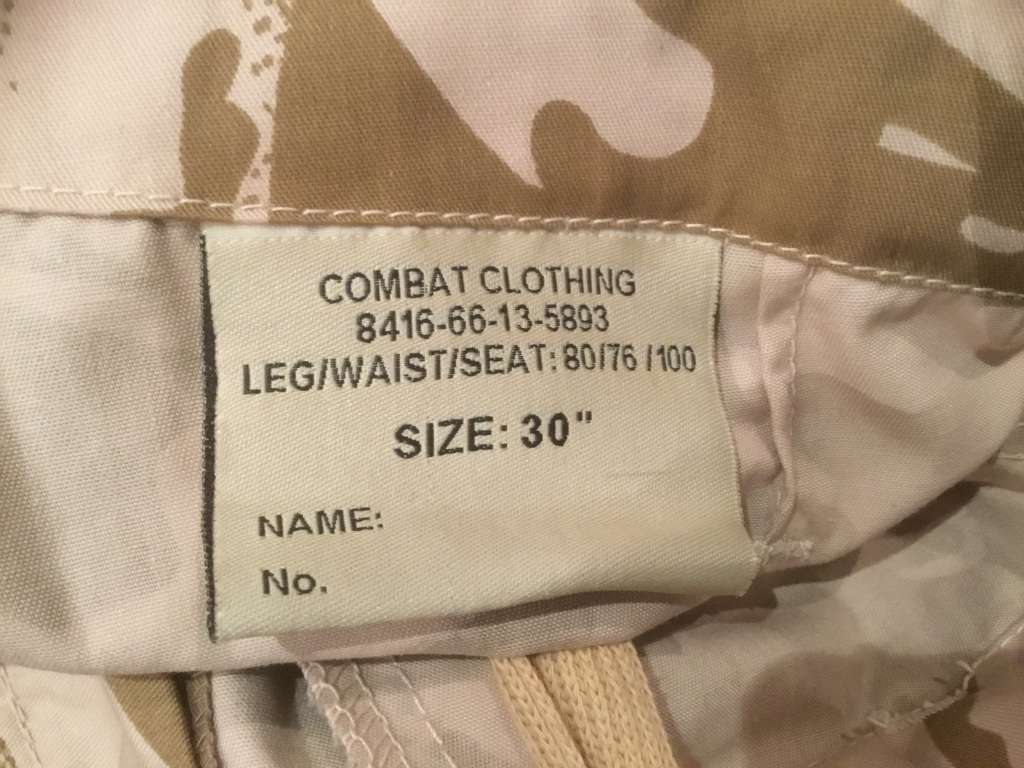 COMBAT CLOTHING
8416-66-13-5893
LEG/WAIST/SEAT: 80/76 /100
SIZE: 30"
NAME:
No.